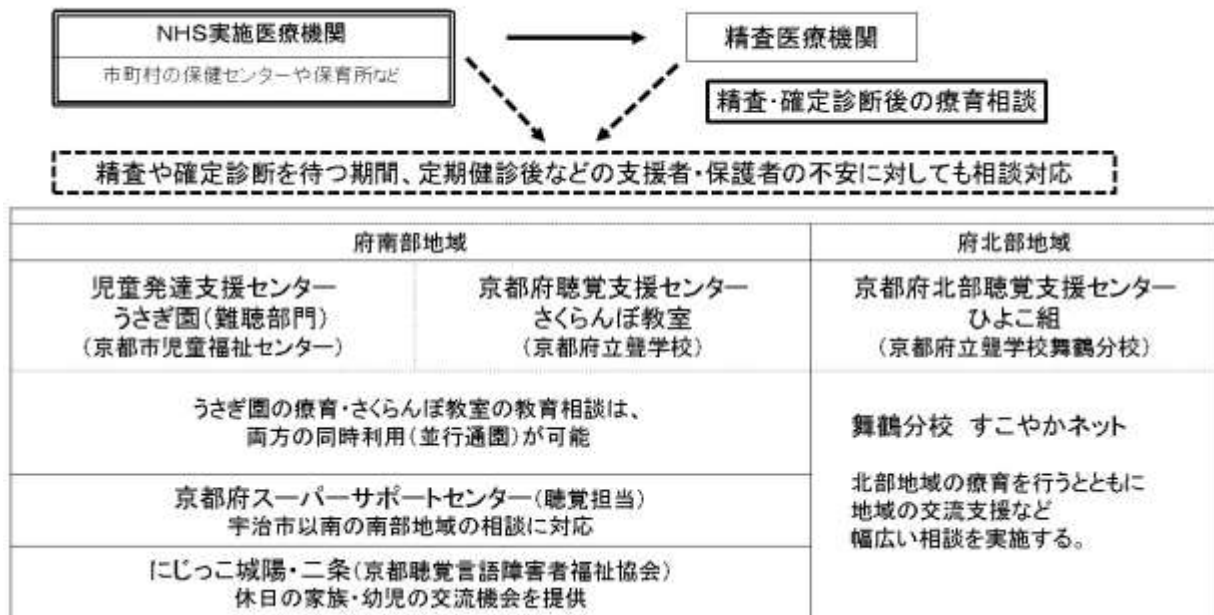 NHS実施医療機関
市町村の保健センターや保育所など
精査医療機関
精査・確定診断後の療育相談
精査や確定診断を待つ期間、定期健診後などの支援者・保護者の不安に対しても相談対応
府南部地域
府北部地域
児童発達支援センター
うさぎ園(難聴部門)
(京都市児童福祉センター)
京都府聴覚支援センター
さくらんぼ教室
(京都府立聾学校)
京都府北部聴覚支援センター
ひよこ組
(京都府立聾学校舞鶴分校)
うさぎ園の療育・さくらんぼ教室の教育相談は、
両方の同時利用(並行通園)が可能
京都府スーパーサポートセンター(聴覚担当)
宇治市以南の南部地域の相談に対応
にじっこ城陽・二条(京都聴覚言語障害者福祉協会)
休日の家族・幼児の交流機会を提供
舞鶴分校 すこやかネット
北部地域の療育を行うとともに
地域の交流支援など
幅広い相談を実施する。